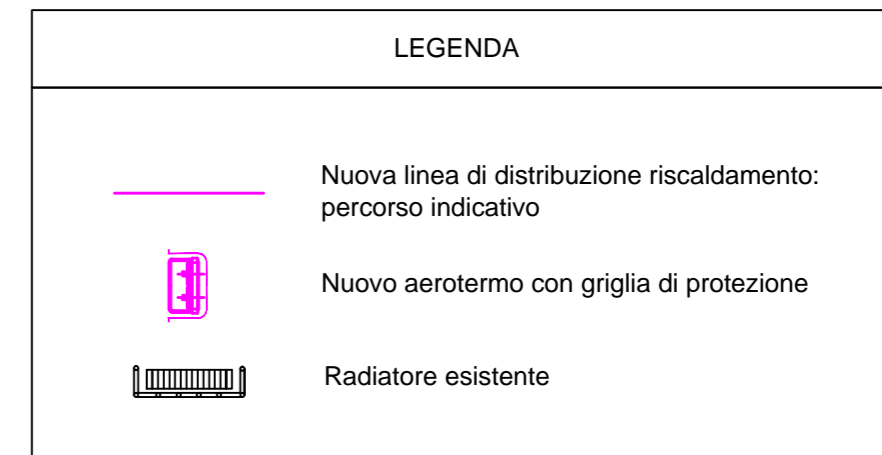 LEGENDA
Nuova linea di distribuzione riscaldamento:
percorso indicativo
Nuovo aerotermo con griglia di protezione
Radiatore esistente